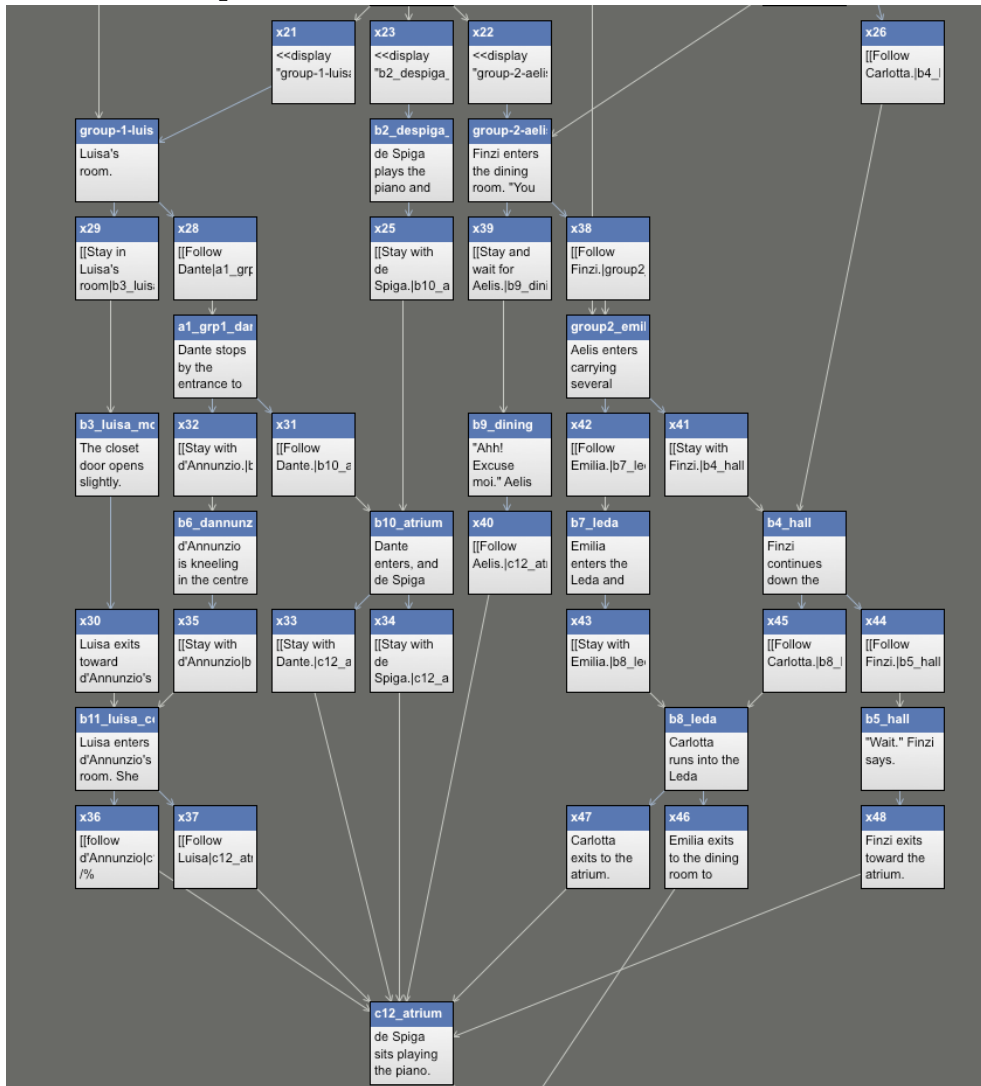 x21
<<display
"group-1-luisa
x23
<<display
"b2_despiga_
x22
<<display
"group-2-aelis
x26
[[Follow
Carlotta.|b4_l
group-1-luis
Luisa's
room.
b2_despiga_
de Spiga
plays the
piano and
group-2-aeli
Finzi enters
the dining
room. "You
x29
[[Stay in
Luisa's
room|b3_luisa
x28
[[Follow
Dante|a1_grp
x25
[[Stay with
de
Spiga.|b10_a
x39
[[Stay and
wait for
Aelis.|b9_dini
x38
[[Follow
Finzi.|group2_
a1_grp1_dan
Dante stops
by the
entrance to
group2_emil
Aelis enters
carrying
several
b3_luisa_mo
The closet
door opens
slightly.
x32
[[Stay with
d'Annunzio.|b
x31
[[Follow
Dante.|b10_a
b9_dining
"Ahh!
Excuse
moi." Aelis
x42
[[Follow
Emilia.|b7_led
x41
[[Stay with
Finzi.|b4_hall
b6_dannunz
d'Annunzio
is kneeling
in the centre
b10_atrium
Dante
enters, and
de Spiga
x40
[[Follow
Aelis.|c12_atr
b7_leda
Emilia
enters the
Leda and
b4_hall
Finzi
continues
down the
x30
Luisa exits
toward
d'Annunzio's
x35
[[Stay with
d'Annunzio|b
x33
[[Stay with
Dante.|c12_a
x34
[[Stay with
de
Spiga.|c12_a
x43
[[Stay with
Emilia.|b8_led
x45
[[Follow
Carlotta.|b8_l
x44
[[Follow
Finzi.|b5_hall
b11_luisa_co
Luisa enters
d'Annunzio's
room. She
b8_leda
Carlotta
runs into the
Leda
b5_hall
"Wait." Finzi
says.
x36
[[follow
d'Annunzio|c
/%
x37
[[Follow
Luisa|c12_atr
x47
Carlotta
exits to the
atrium.
x46
Emilia exits
to the dining
room to
x48
Finzi exits
toward the
atrium.
c12_atrium
de Spiga
sits playing
the piano.